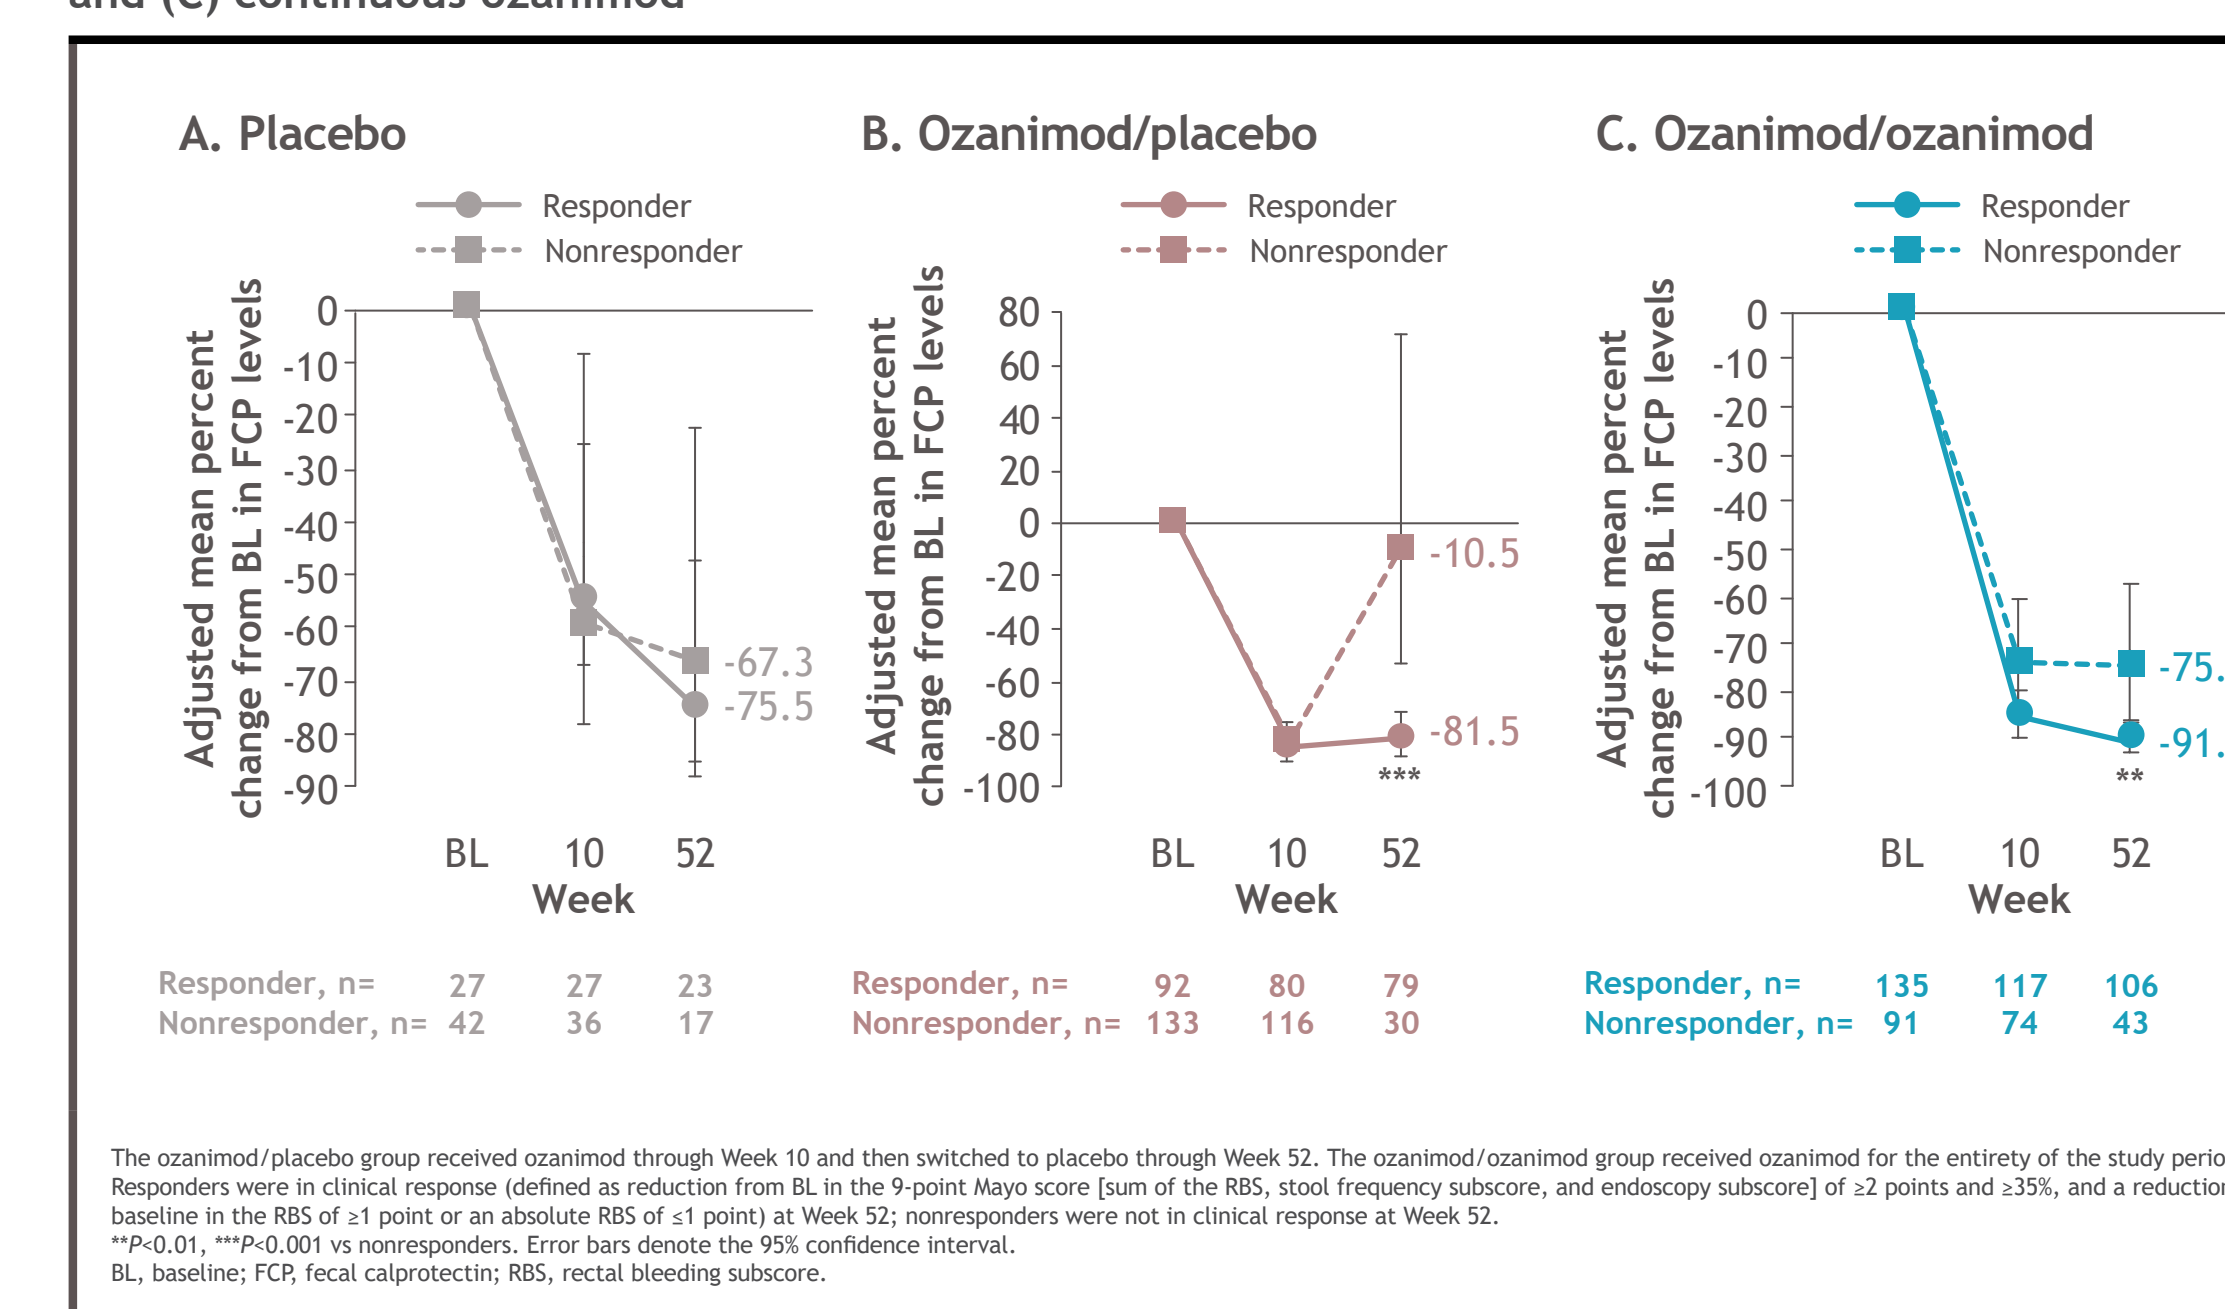 and (C) continuous ozanimod
A. Placebo
Responder
Nonresponder
Adjusted mean percent
change from BL in FCP levels
0
-10
-20
-30
-40
-50
-60
-70
-80
-90
-67.3
-75.5
BL 10 52
Week
Responder, n= 27 27 23
Nonresponder, n= 42 36 17
B. Ozanimod/placebo
Responder
Nonresponder
Adjusted mean percent
change from BL in FCP levels
80
60
40
20
0
-20
-40
-60
-80
-100
-10.5
-81.5
***
BL 10 52
Week
Responder, n= 92 80 79
Nonresponder, n= 133 116 30
C. Ozanimod/ozanimod
Responder
Nonresponder
Adjusted mean percent
change from BL in FCP levels
0
-10
-20
-30
-40
-50
-60
-70
-80
-90
-100
-75.
-91.
**
BL 10 52
Week
Responder, n= 135 117 106
Nonresponder, n= 91 74 43
The ozanimod/placebo group received ozanimod through Week 10 and then switched to placebo through Week 52. The ozanimod/ozanimod group received ozanimod for the entirety of the study perio
Responders were in clinical response (defined as reduction from BL in the 9-point Mayo score [sum of the RBS, stool frequency subscore, and endoscopy subscore] of ≥2 points and ≥35%, and a reduction
baseline in the RBS of ≥1 point or an absolute RBS of ≤1 point) at Week 52; nonresponders were not in clinical response at Week 52.
**P<0.01, ***P<0.001 vs nonresponders. Error bars denote the 95% confidence interval.
BL, baseline; FCP, fecal calprotectin; RBS, rectal bleeding subscore.